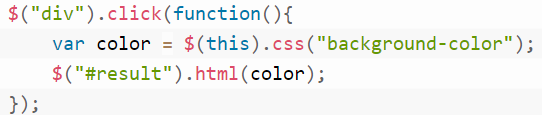 $("div").click(function(){
    var color = $(this).css("background-color");
    $("#result").html(color);
});